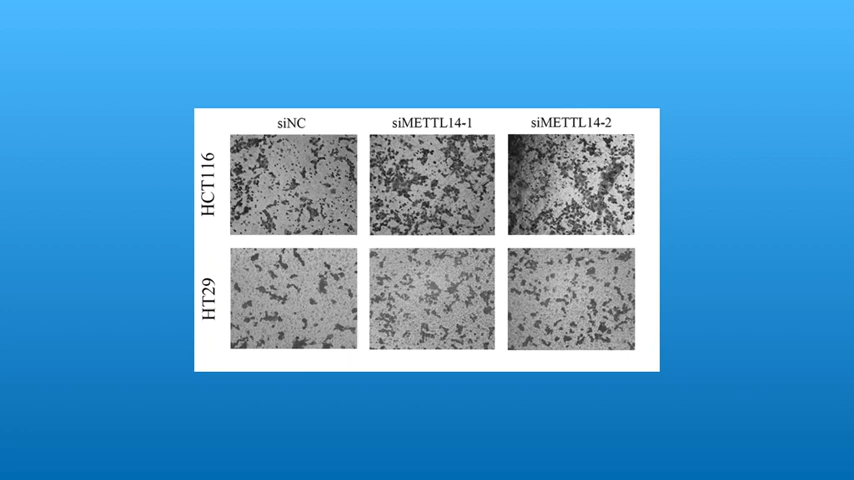 siNC
siMETTL14-1
siMETTL14-2
HCT116
HT29